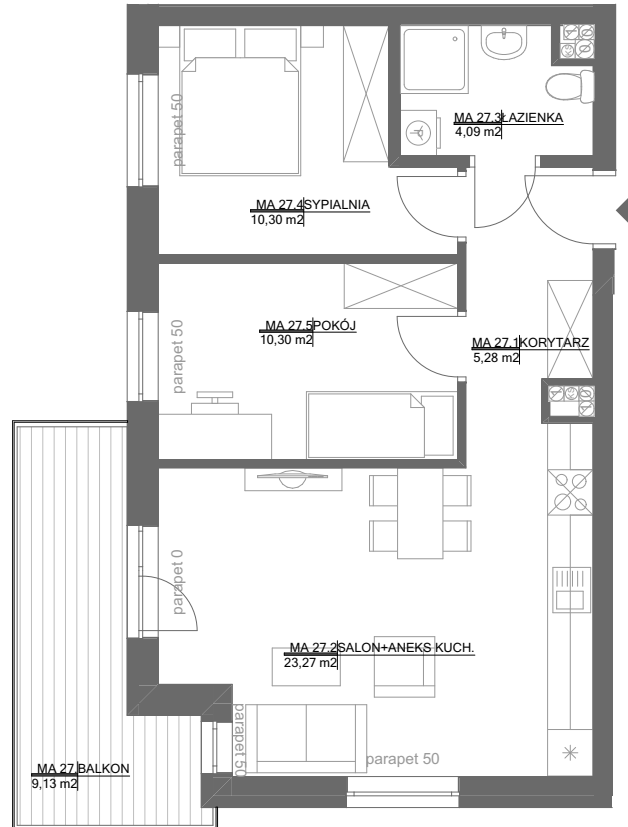 parapet 50
MA 27.3 ŁAZIENKA
4,09 m2
MA 27.4 SYPIALNIA
10,30 m2
MA 27.5 POKÓJ
10,30 m2
parapet 50
MA 27.1 KORYTARZ
5,28 m2
parapet 0
MA 27.2 SALON+ANEKS KUCH.
23,27 m2
parapet 50
parapet 50
MA 27 BALKON
9,13 m2